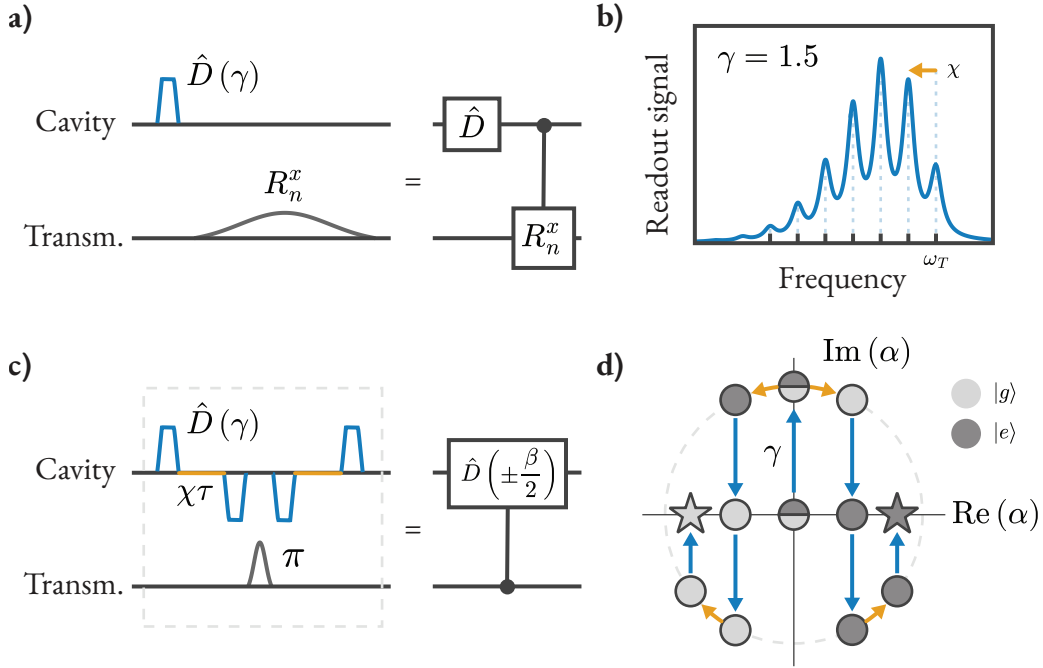 a)
D̂ (γ)
Cavity
R_n^x
Transm.
=
D̂
R_n^x
b)
γ = 1.5
χ
Readout signal
ω_T
Frequency
c)
D̂ (γ)
Cavity
χτ
π
Transm.
=
D̂ (± β/2)
d)
Im (α)
|g⟩
|e⟩
γ
Re (α)